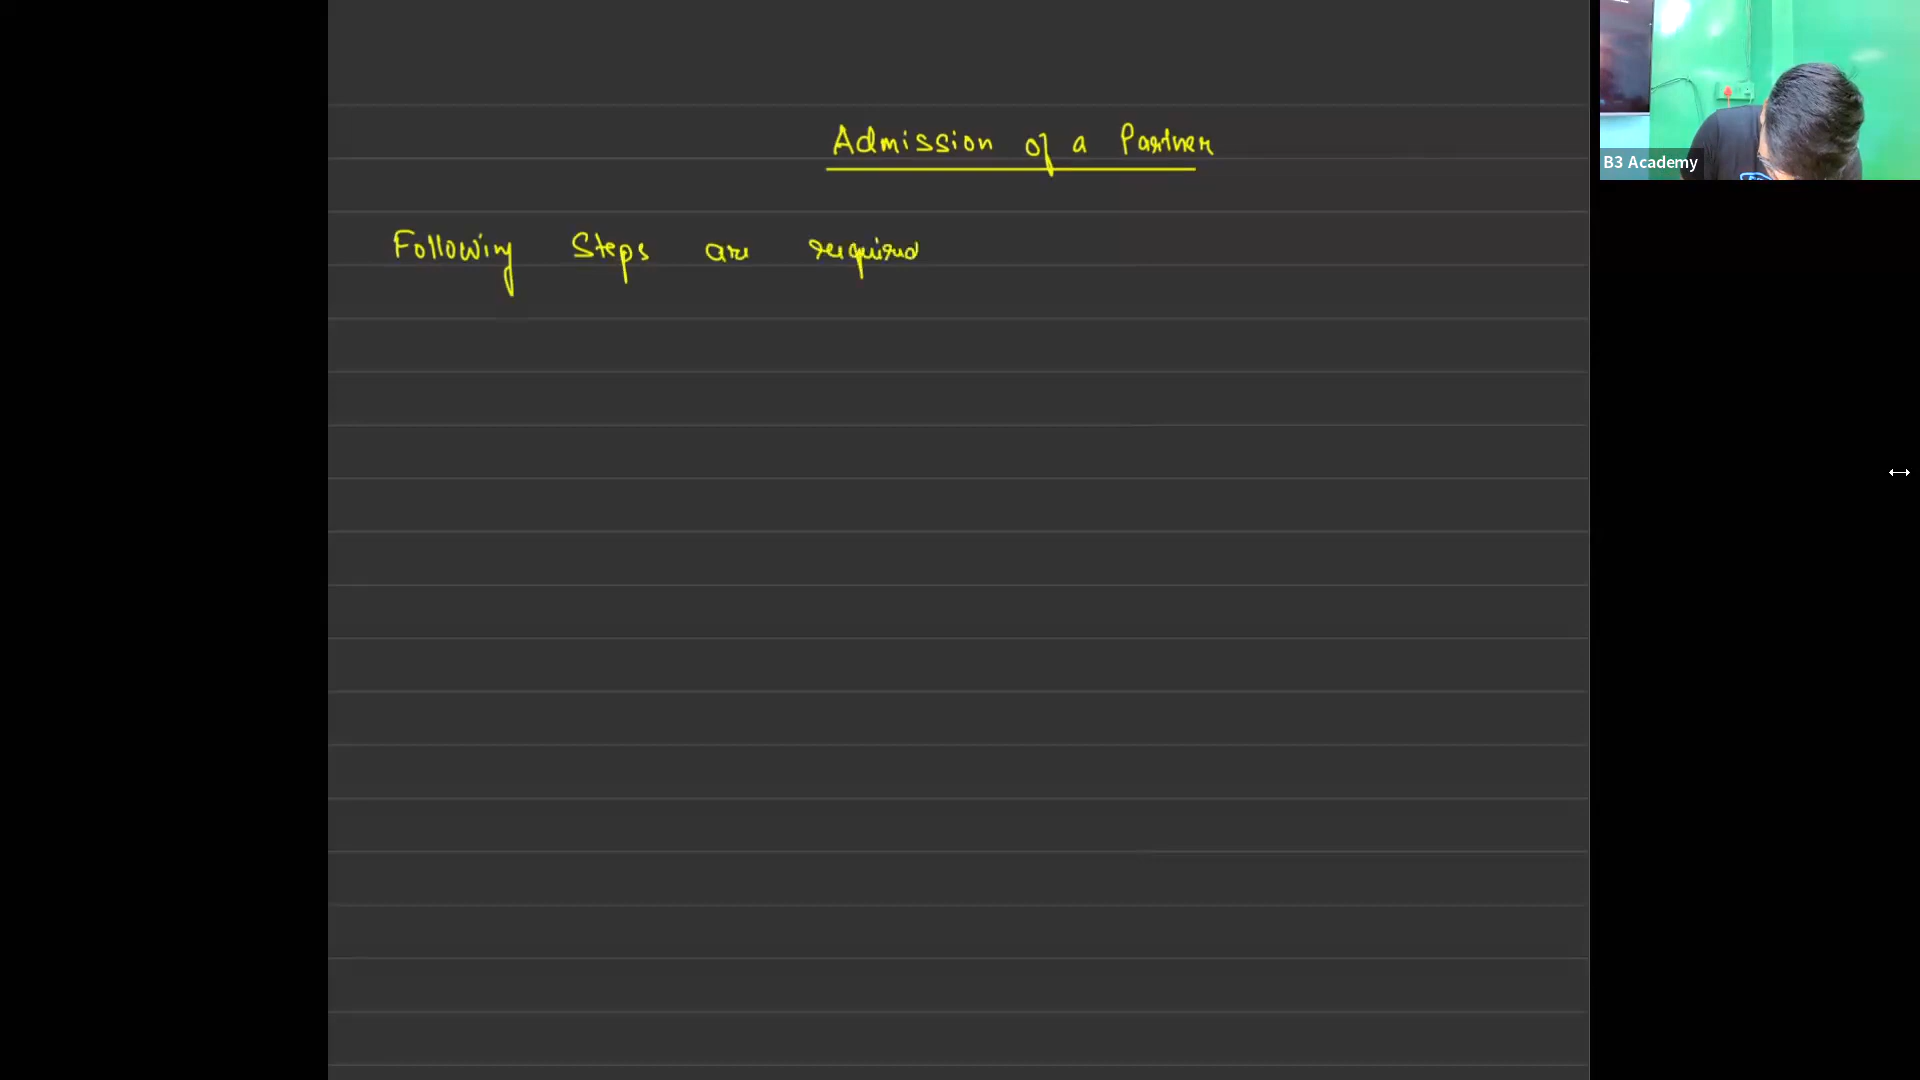 Admission of a Partner
B3 Academy
Following Steps are required